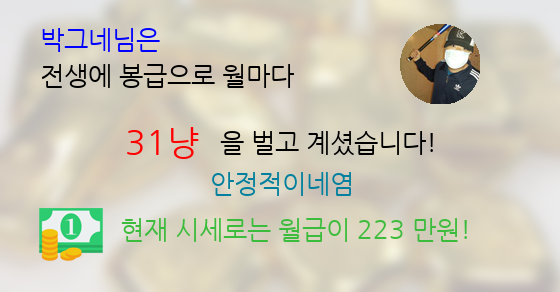 박그네님은
전생에 봉급으로 월마다
31냥 을 벌고 계셨습니다!
안정적이네염
1
현재 시세로는 월급이 223 만원!